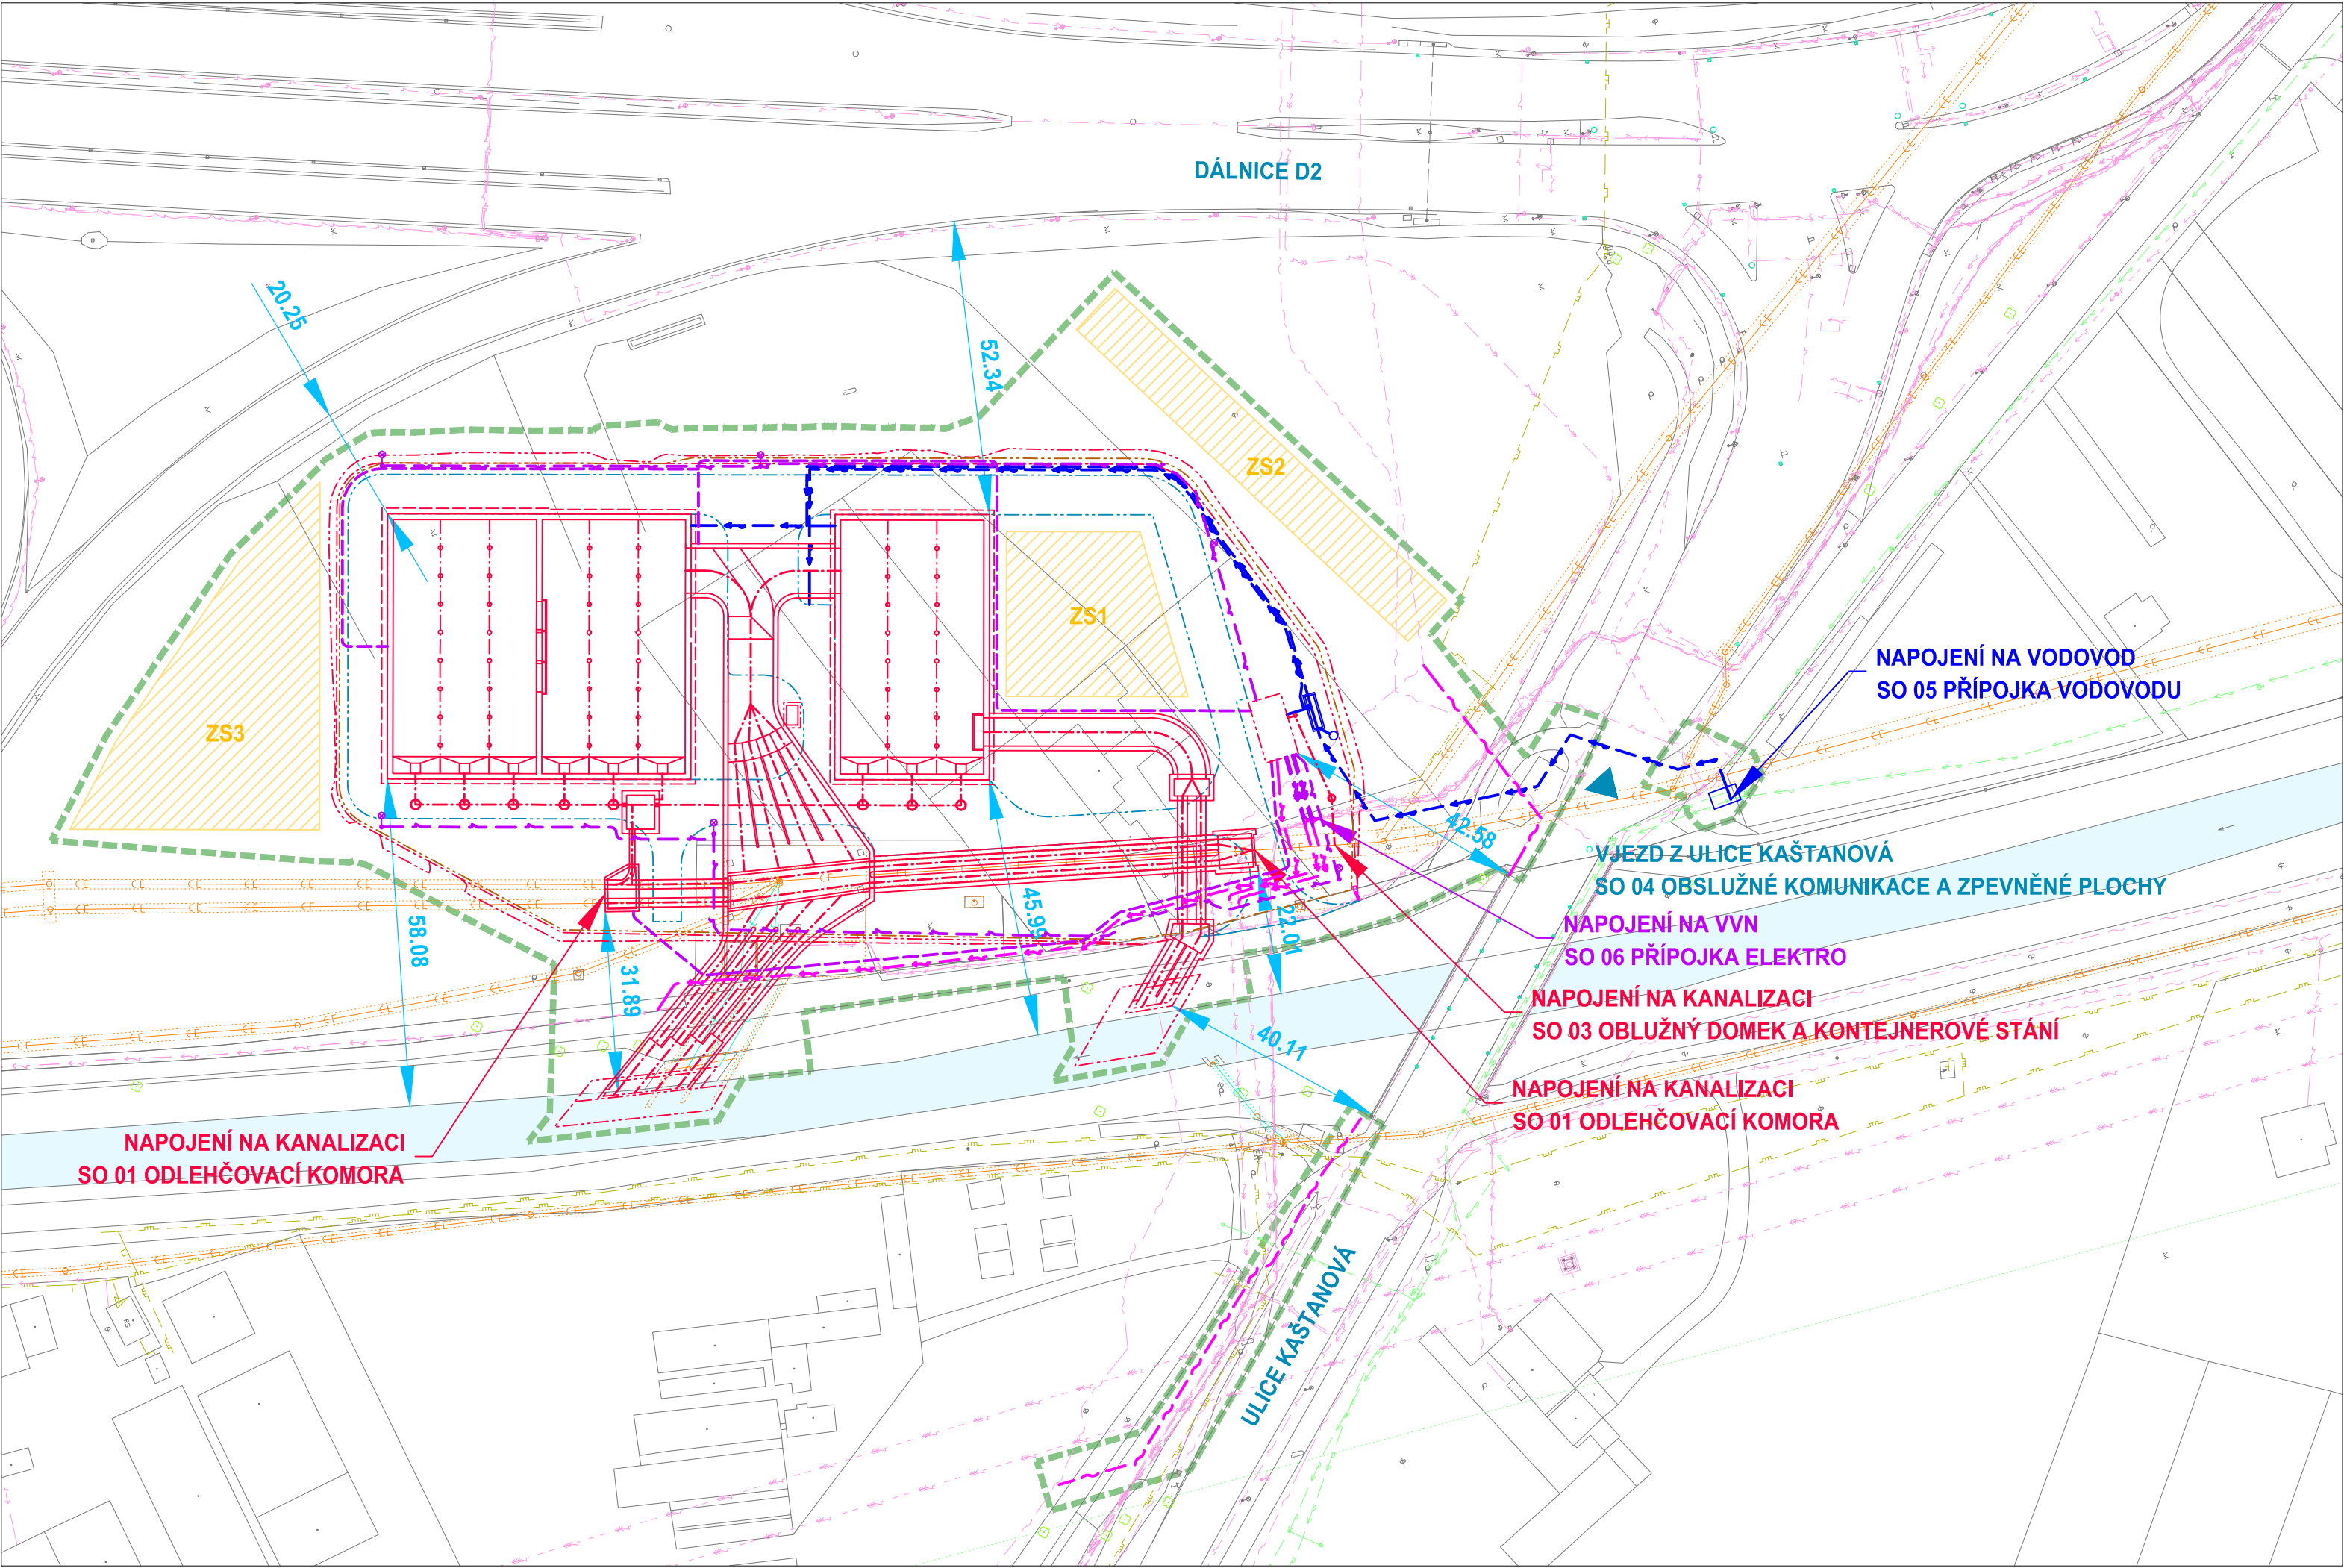 DÁLNICE D2
20.25
52.34
ZS2
ZS1
ZS3
NAPOJENÍ NA VODOVOD
SO 05 PŘÍPOJKA VODOVODU
42.58
VJEZD Z ULICE KAŠTANOVÁ
SO 04 OBSLUŽNÉ KOMUNIKACE A ZPEVNĚNÉ PLOCHY
58.08
45.99
22.01
NAPOJENÍ NA VVN
SO 06 PŘÍPOJKA ELEKTRO
31.89
NAPOJENÍ NA KANALIZACI
SO 03 OBLUŽNÝ DOMEK A KONTEJNEROVÉ STÁNÍ
40.11
NAPOJENÍ NA KANALIZACI
SO 01 ODLEHČOVACÍ KOMORA
NAPOJENÍ NA KANALIZACI
SO 01 ODLEHČOVACÍ KOMORA
ULICE KAŠTANOVÁ